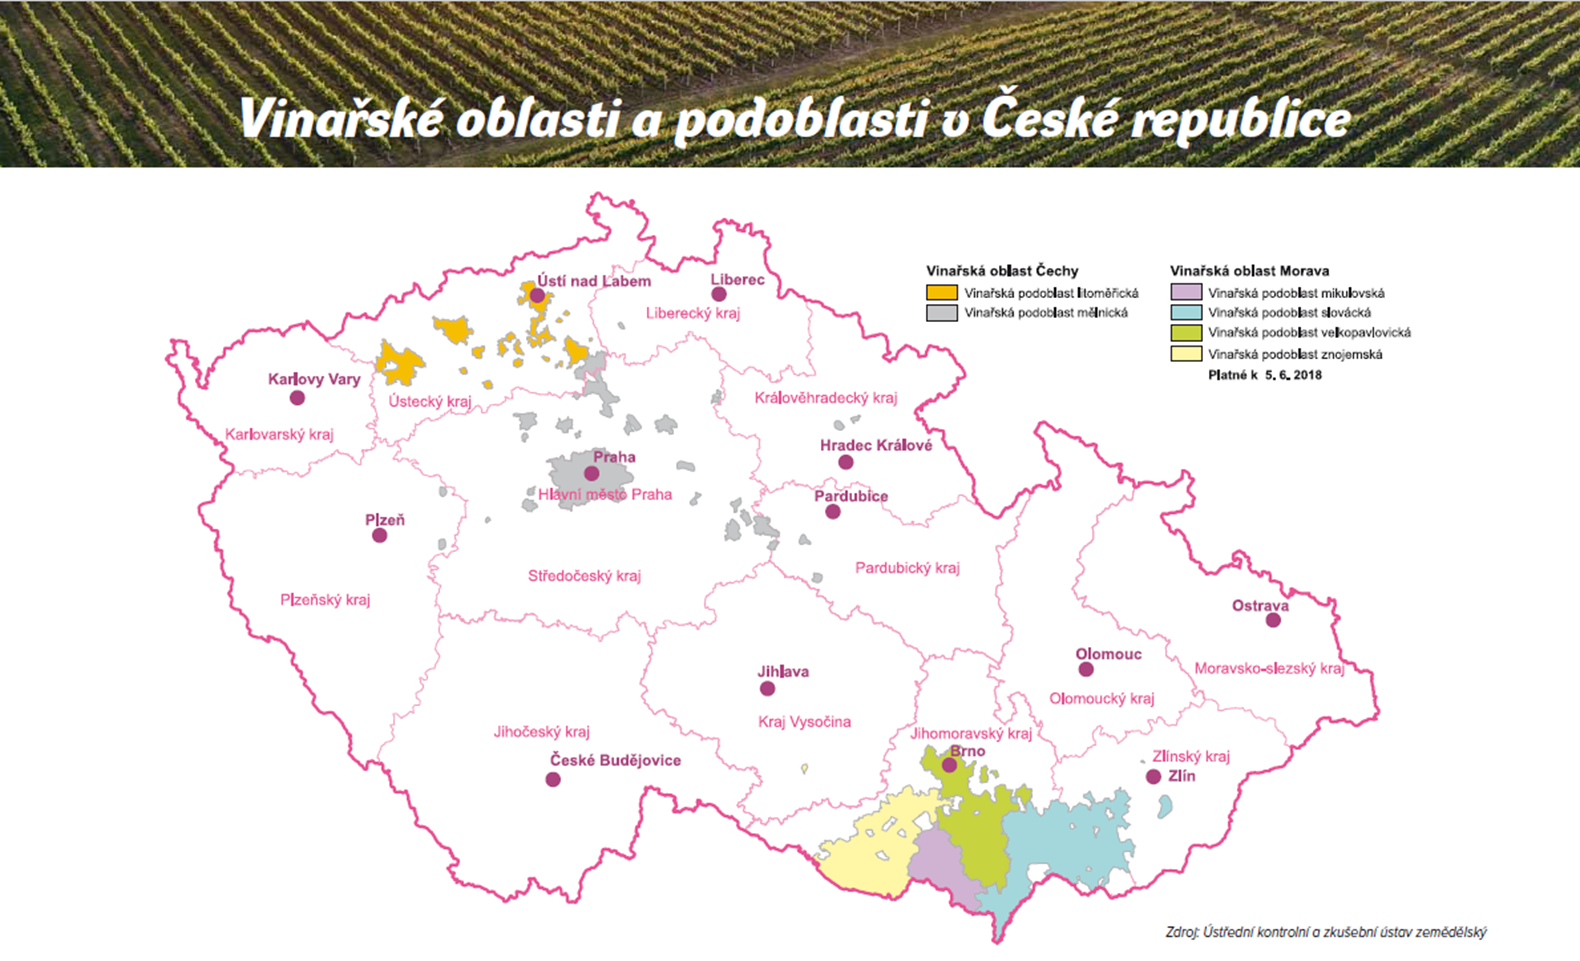 Vinařské oblasti a podoblasti v České republice
Vinařská oblast Čechy
Vinařská podoblast litoměřická
Vinařská podoblast mělnická
Vinařská oblast Morava
Vinařská podoblast mikulovská
Vinařská podoblast slovácká
Vinařská podoblast velkopavlovická
Vinařská podoblast znojemská
Platné k 5. 6. 2018
Ústí nad Labem
Liberec
Liberecký kraj
Karlovy Vary
Ústecký kraj
Karlovarský kraj
Královéhradecký kraj
Hradec Králové
Praha
Hlavní město Praha
Pardubice
Plzeň
Středočeský kraj
Pardubický kraj
Plzeňský kraj
Ostrava
Olomouc
Moravsko-slezský kraj
Jihlava
Olomoucký kraj
Kraj Vysočina
Jihočeský kraj
Jihomoravský kraj
Brno
České Budějovice
Zlínský kraj
Zlín
Zdroj: Ústřední kontrolní a zkušební ústav zemědělský